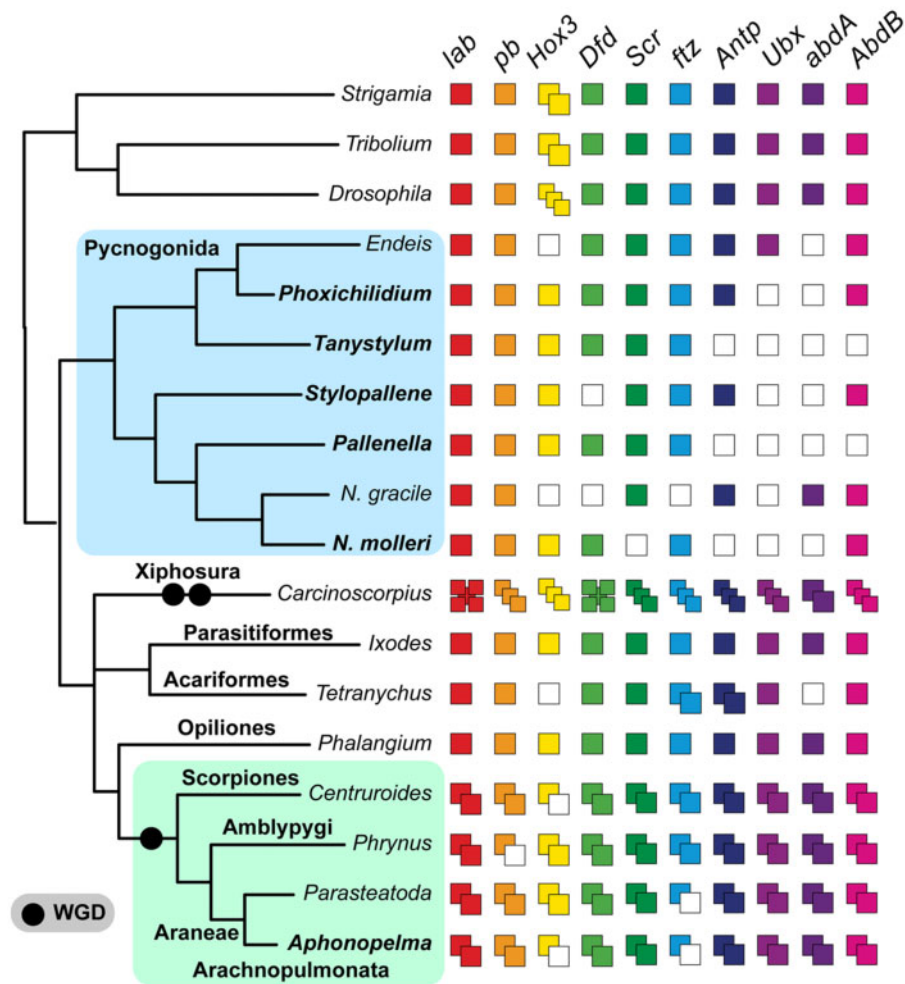 lab pb Hox3 Dfd Scr ftz Antp Ubx abdA AbdB
Strigamia
Tribolium
Drosophila
Pycnogonida
Endeis
Phoxichilidium
Tanystylum
Stylopallene
Pallenella
N. gracile
N. molleri
Xiphosura
Carcinoscorpius
Parasitiformes
Ixodes
Acariformes
Tetranychus
Opiliones
Phalangium
Scorpiones
Centruroides
Amblypygi
Phrynus
Parasteatoda
WGD
Araneae
Aphonopelma
Arachnopulmonata